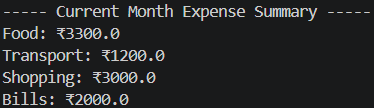 ----- Current Month Expense Summary -----
Food: ₹3300.0
Transport: ₹1200.0
Shopping: ₹3000.0
Bills: ₹2000.0